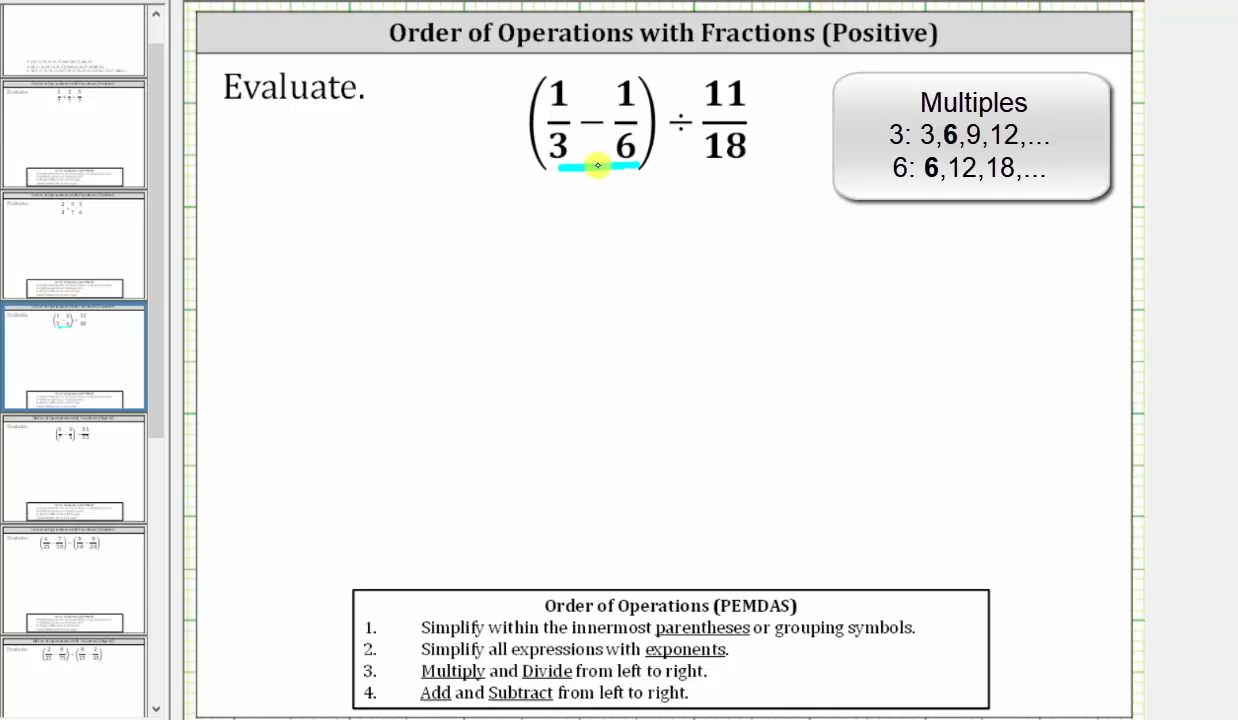 Order of Operations with Fractions (Positive)
Evaluate.
(1/3 − 1/6) ÷ 11/18
Multiples
3: 3,6,9,12,...
6: 6,12,18,...
Order of Operations (PEMDAS)
1. Simplify within the innermost parentheses or grouping symbols.
2. Simplify all expressions with exponents.
3. Multiply and Divide from left to right.
4. Add and Subtract from left to right.